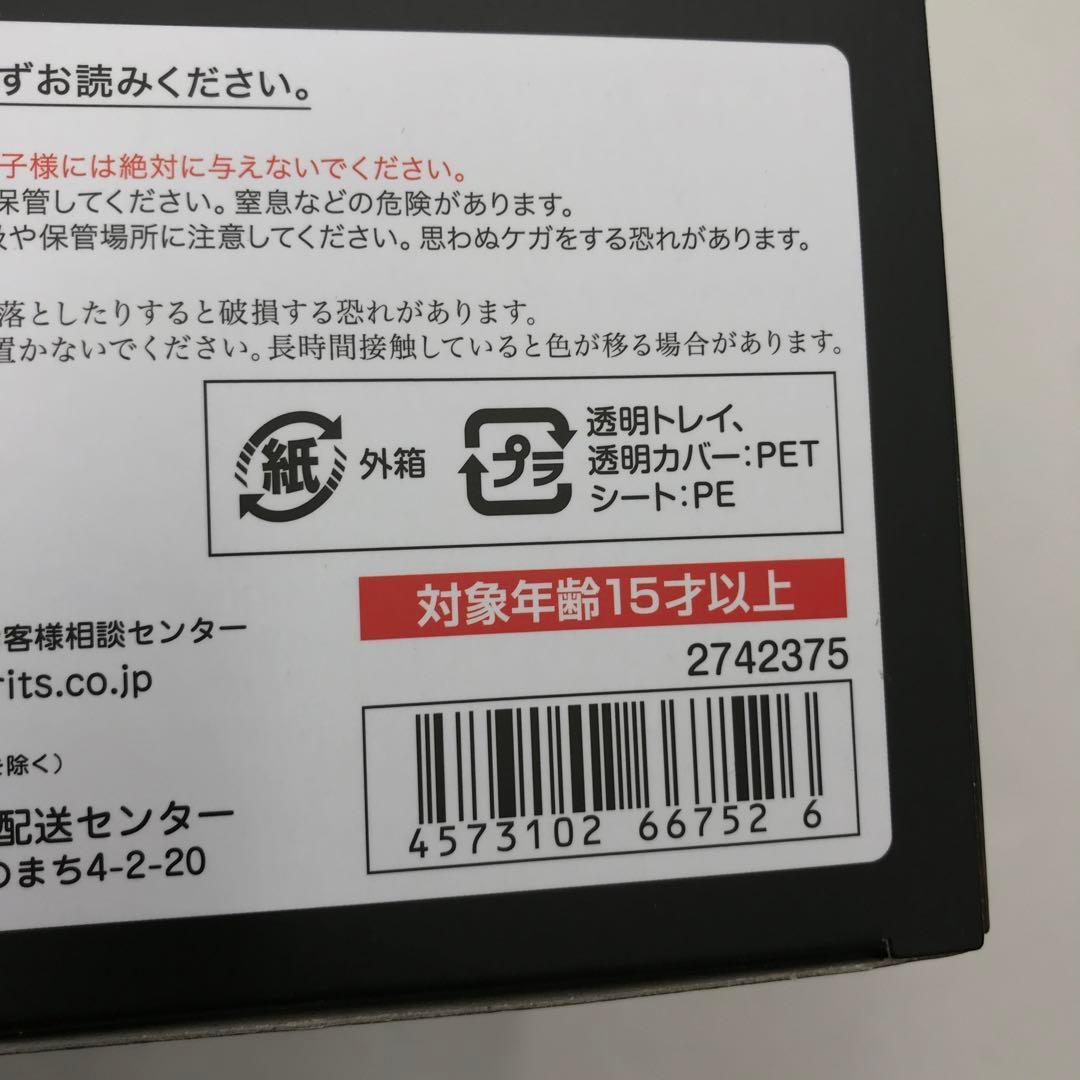 ずお読みください。
子様には絶対に与えないでください。
保管してください。窒息などの危険があります。
や保管場所に注意してください。思わぬケガをする恐れがあります。
落としたりすると破損する恐れがあります。
置かないでください。長時間接触していると色が移る場合があります。
紙 外箱
プラ 透明トレイ、
透明カバー:PET
シート:PE
対象年齢15才以上
2742375
客様相談センター
rits.co.jp
を除く)
配送センター
のまち4-2-20
4573102 66752 6